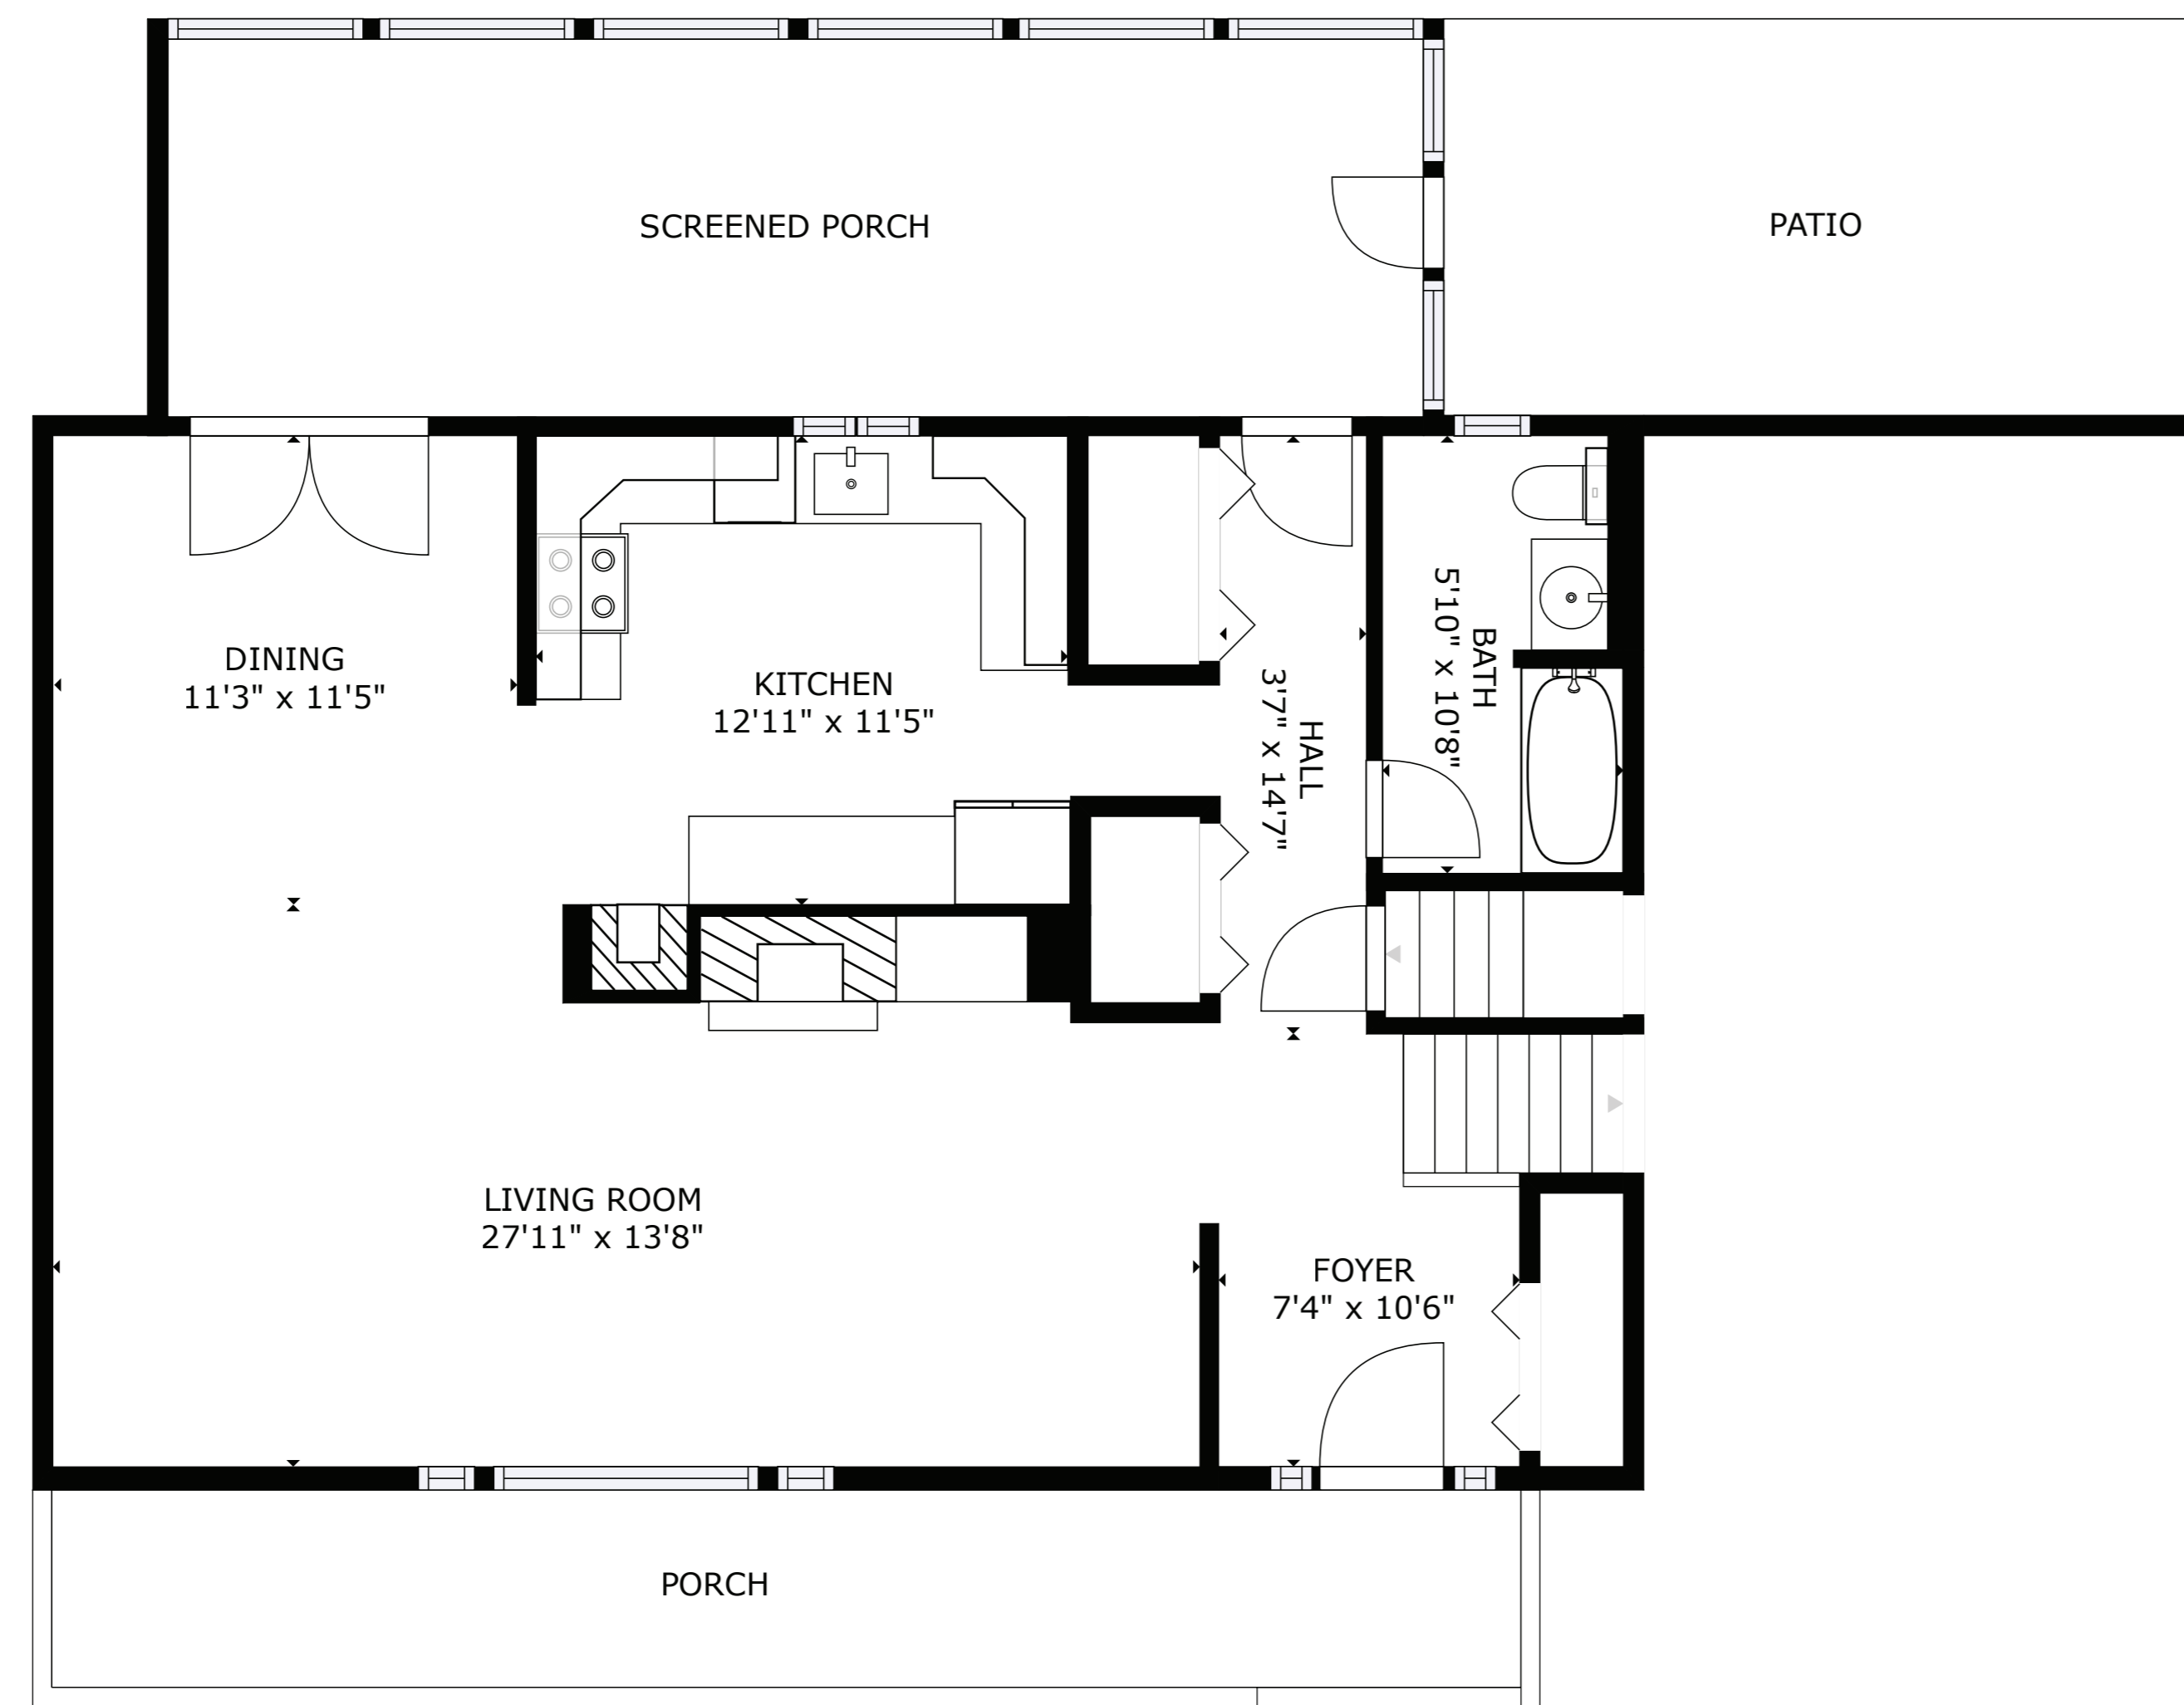 SCREENED PORCH
PATIO
DINING
11'3" x 11'5"
KITCHEN
12'11" x 11'5"
HALL
3'7" x 14'7"
BATH
5'10" x 10'8"
LIVING ROOM
27'11" x 13'8"
FOYER
7'4" x 10'6"
PORCH